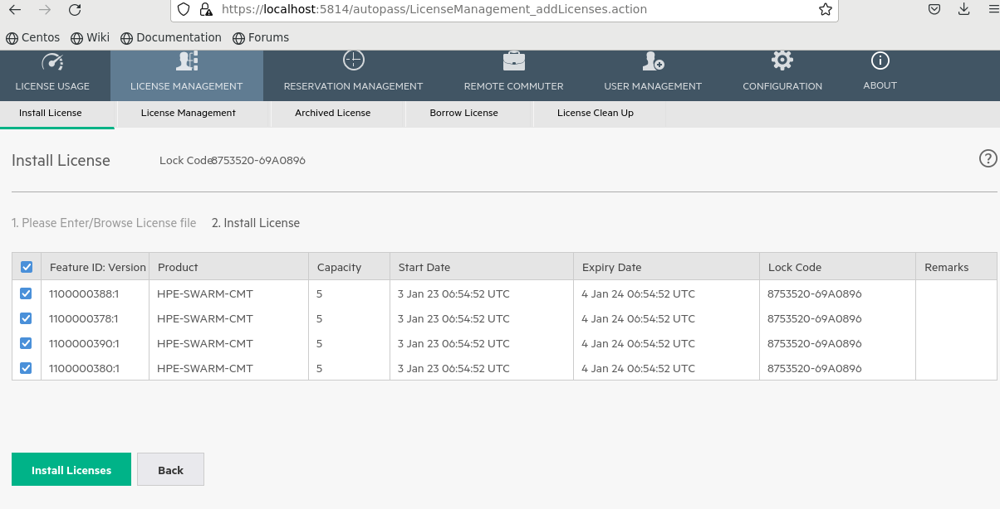 https://localhost:5814/autopass/LicenseManagement_addLicenses.action
Centos Wiki Documentation Forums
LICENSE USAGE LICENSE MANAGEMENT RESERVATION MANAGEMENT REMOTE COMMUTER USER MANAGEMENT CONFIGURATION ABOUT
Install License License Management Archived License Borrow License License Clean Up
Install License Lock Code8753520-69A0896
1. Please Enter/Browse License file 2. Install License
Feature ID: Version Product Capacity Start Date Expiry Date Lock Code Remarks
1100000388:1 HPE-SWARM-CMT 5 3 Jan 23 06:54:52 UTC 4 Jan 24 06:54:52 UTC 8753520-69A0896
1100000378:1 HPE-SWARM-CMT 5 3 Jan 23 06:54:52 UTC 4 Jan 24 06:54:52 UTC 8753520-69A0896
1100000390:1 HPE-SWARM-CMT 5 3 Jan 23 06:54:52 UTC 4 Jan 24 06:54:52 UTC 8753520-69A0896
1100000380:1 HPE-SWARM-CMT 5 3 Jan 23 06:54:52 UTC 4 Jan 24 06:54:52 UTC 8753520-69A0896
Install Licenses Back